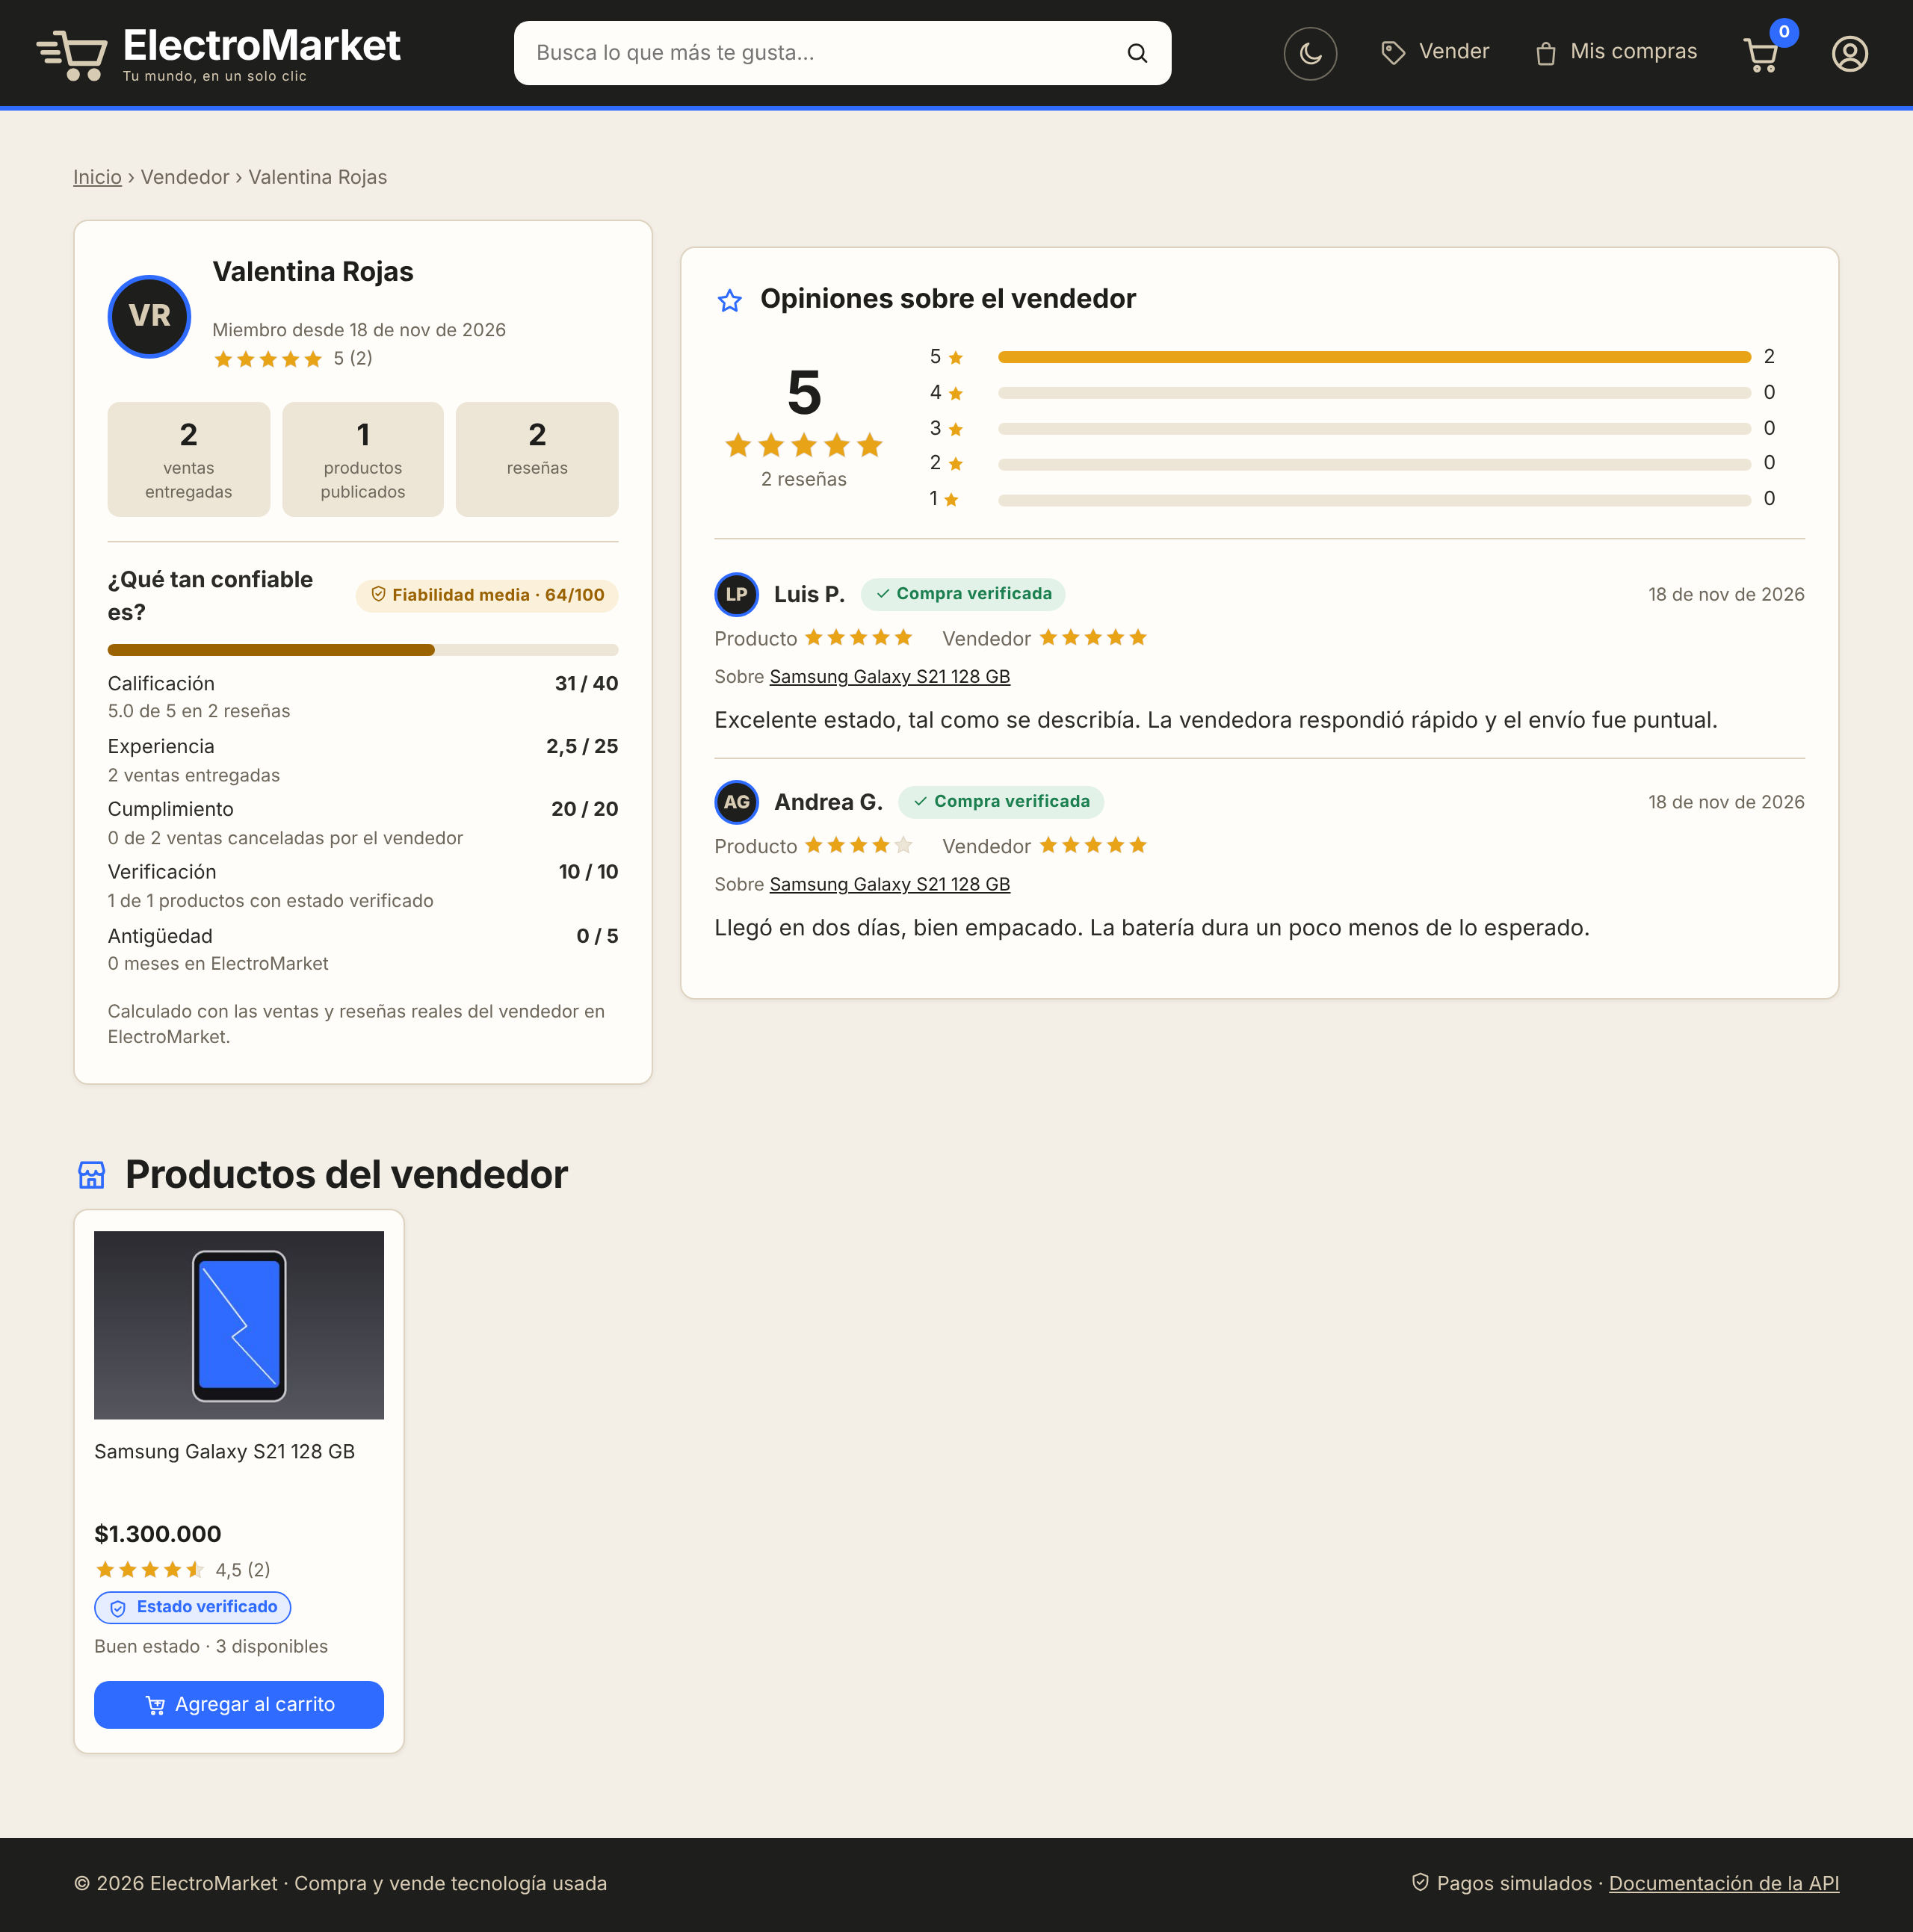 ElectroMarket
Tu mundo, en un solo clic
Busca lo que más te gusta...
Vender
Mis compras
0
Inicio › Vendedor › Valentina Rojas
VR
Valentina Rojas
Miembro desde 18 de nov de 2026
5 (2)
2
ventas
entregadas
1
productos
publicados
2
reseñas
¿Qué tan confiable
es?
Fiabilidad media · 64/100
Calificación 31 / 40
5.0 de 5 en 2 reseñas
Experiencia 2,5 / 25
2 ventas entregadas
Cumplimiento 20 / 20
0 de 2 ventas canceladas por el vendedor
Verificación 10 / 10
1 de 1 productos con estado verificado
Antigüedad 0 / 5
0 meses en ElectroMarket
Calculado con las ventas y reseñas reales del vendedor en
ElectroMarket.
Opiniones sobre el vendedor
5
2 reseñas
5 2
4 0
3 0
2 0
1 0
LP Luis P. Compra verificada 18 de nov de 2026
Producto Vendedor
Sobre Samsung Galaxy S21 128 GB
Excelente estado, tal como se describía. La vendedora respondió rápido y el envío fue puntual.
AG Andrea G. Compra verificada 18 de nov de 2026
Producto Vendedor
Sobre Samsung Galaxy S21 128 GB
Llegó en dos días, bien empacado. La batería dura un poco menos de lo esperado.
Productos del vendedor
Samsung Galaxy S21 128 GB
$1.300.000
4,5 (2)
Estado verificado
Buen estado · 3 disponibles
Agregar al carrito
© 2026 ElectroMarket · Compra y vende tecnología usada
Pagos simulados · Documentación de la API